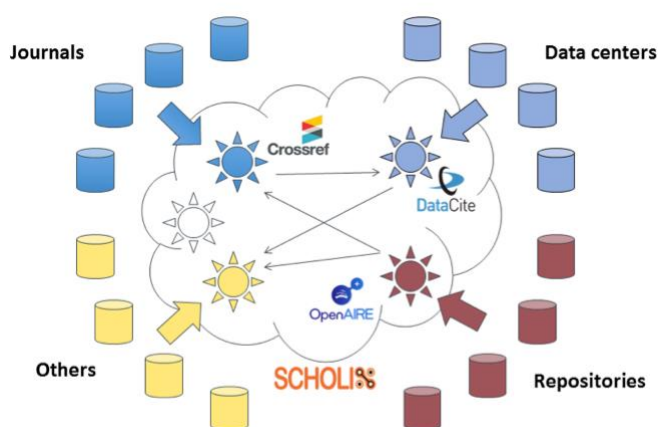 Journals
Data centers
Crossref
DataCite
OpenAIRE
Others
SCHOLIX
Repositories